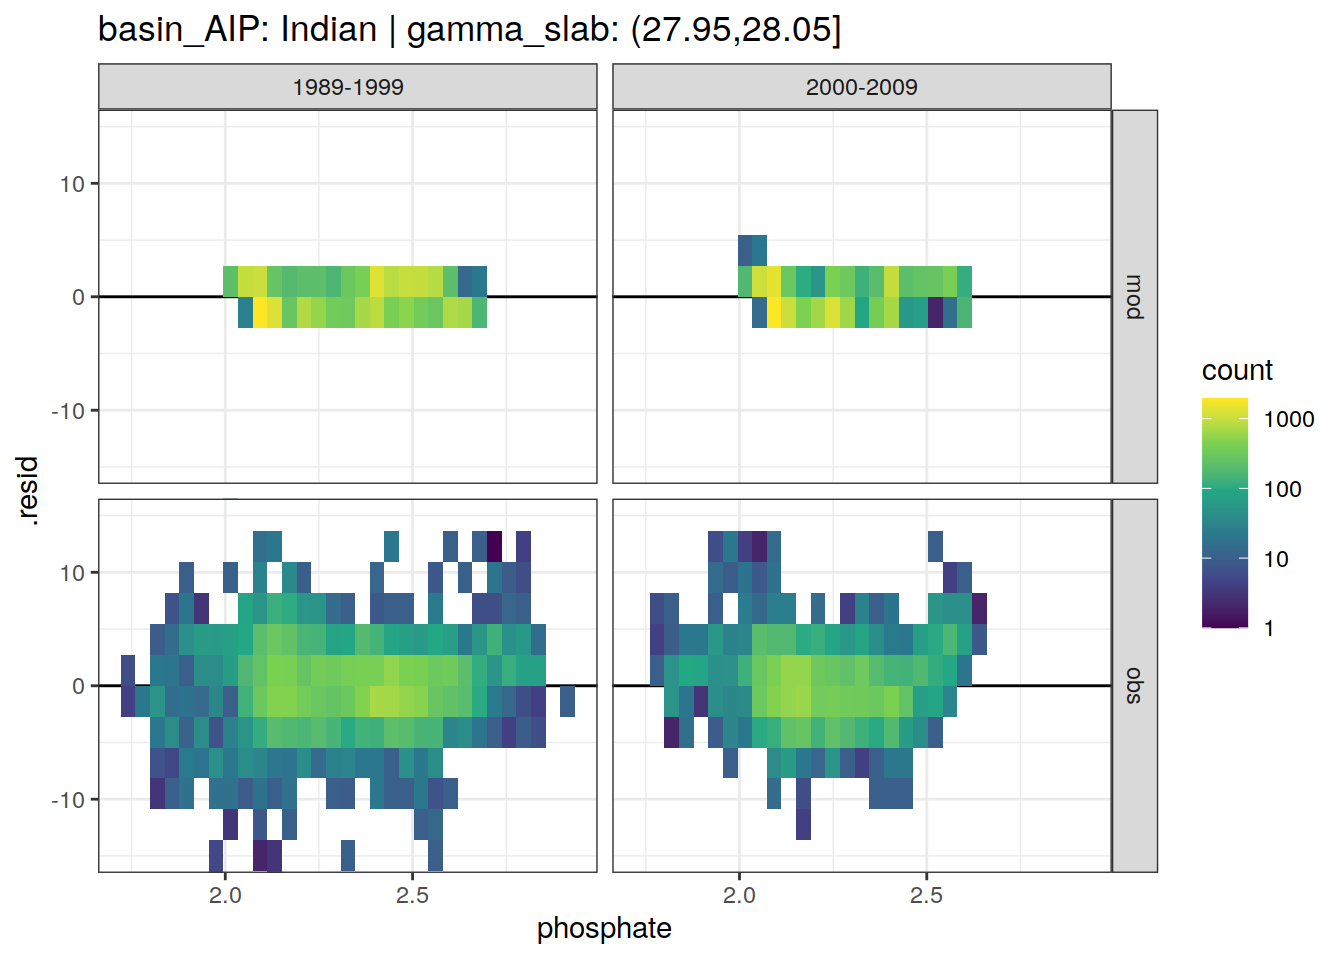 basin_AIP: Indian | gamma_slab: (27.95,28.05]
1989-1999
2000-2009
10
0
-10
mod
10
0
-10
obs
.resid
2.0
2.5
2.0
2.5
phosphate
count
1000
100
10
1